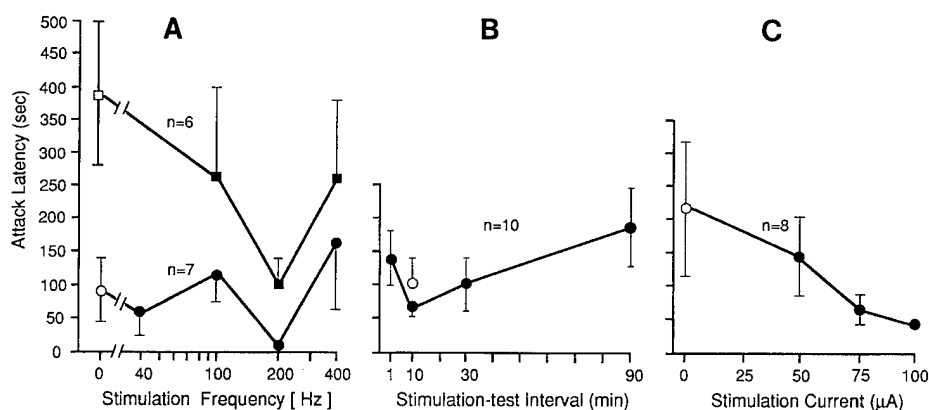 A
B
C
Attack Latency (sec)
500
450
400
350
300
250
200
150
100
50
0
n=6
n=7
0 40 100 200 400
Stimulation Frequency [ Hz ]
n=10
1 10 30 90
Stimulation-test Interval (min)
n=8
0 25 50 75 100
Stimulation Current (µA)